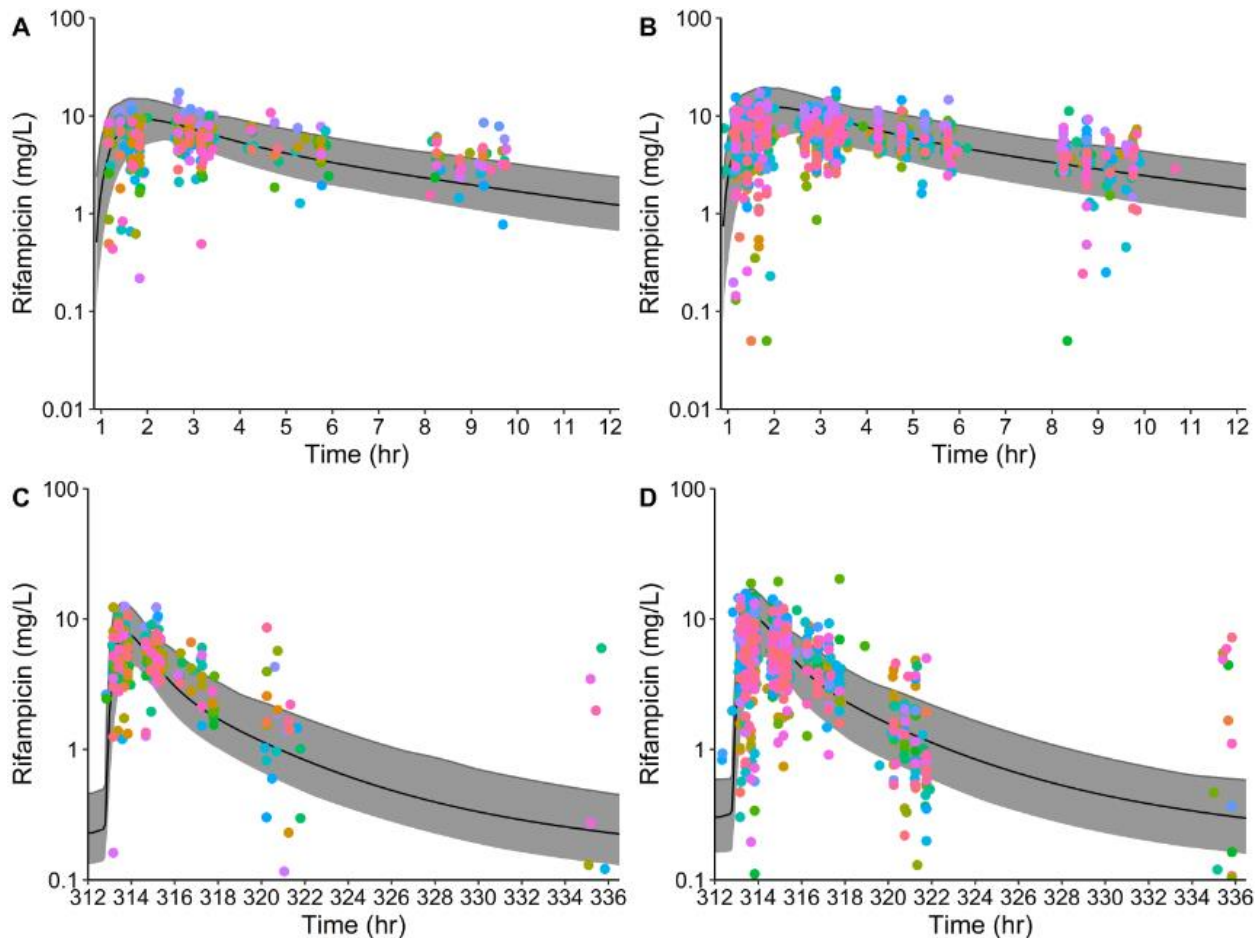 A
Rifampicin (mg/L)
100
10
1
0.1
0.01
1 2 3 4 5 6 7 8 9 10 11 12
Time (hr)
B
Rifampicin (mg/L)
100
10
1
0.1
0.01
1 2 3 4 5 6 7 8 9 10 11 12
Time (hr)
C
Rifampicin (mg/L)
100
10
1
0.1
312 314 316 318 320 322 324 326 328 330 332 334 336
Time (hr)
D
Rifampicin (mg/L)
100
10
1
0.1
312 314 316 318 320 322 324 326 328 330 332 334 336
Time (hr)